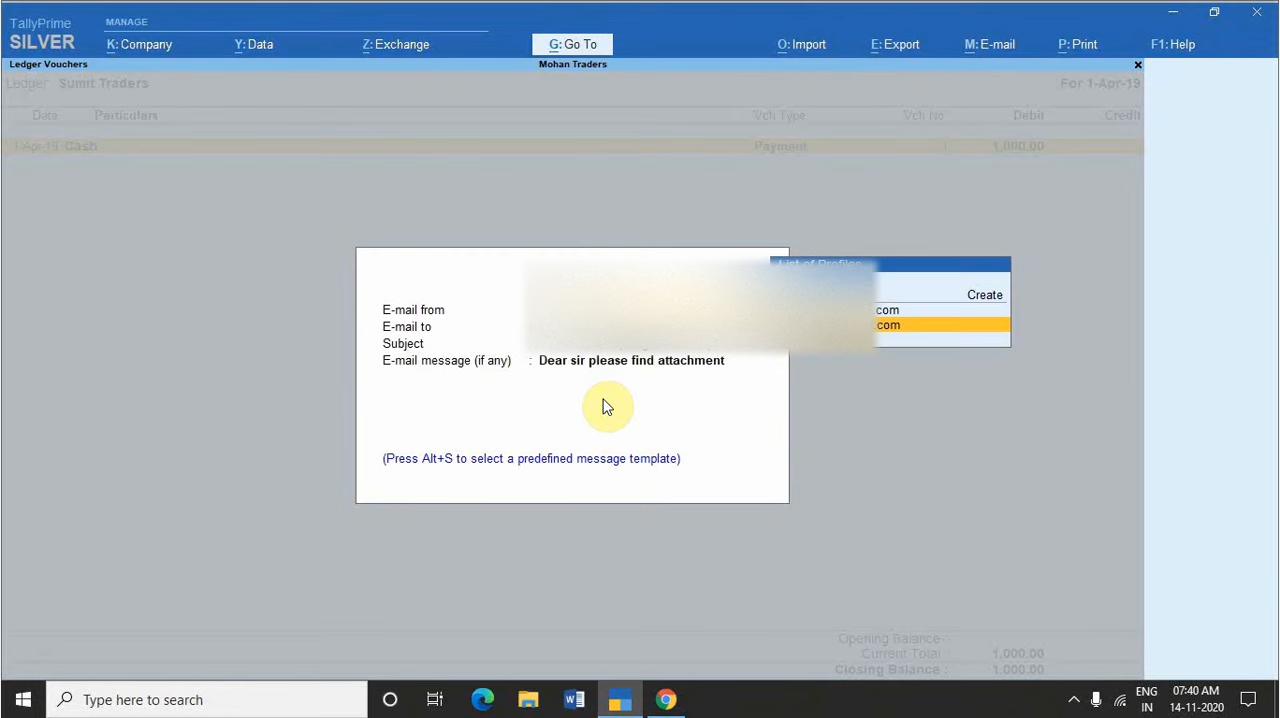 TallyPrime
MANAGE
SILVER
K: Company
Y: Data
Z: Exchange
G: Go To
O: Import
E: Export
M: E-mail
P: Print
F1: Help
Ledger Vouchers
Mohan Traders
Ledger: Sumit Traders
For 1-Apr-19
Date Particulars Vch Type Vch No Debit Credit
1-Apr-19 Cash Payment 1 1,000.00
List of Profiles
Create
E-mail from
.com
E-mail to
.com
Subject
E-mail message (if any) : Dear sir please find attachment
(Press Alt+S to select a predefined message template)
Opening Balance :
Current Total : 1,000.00
Closing Balance : 1,000.00
Type here to search
ENG
IN
07:40 AM
14-11-2020